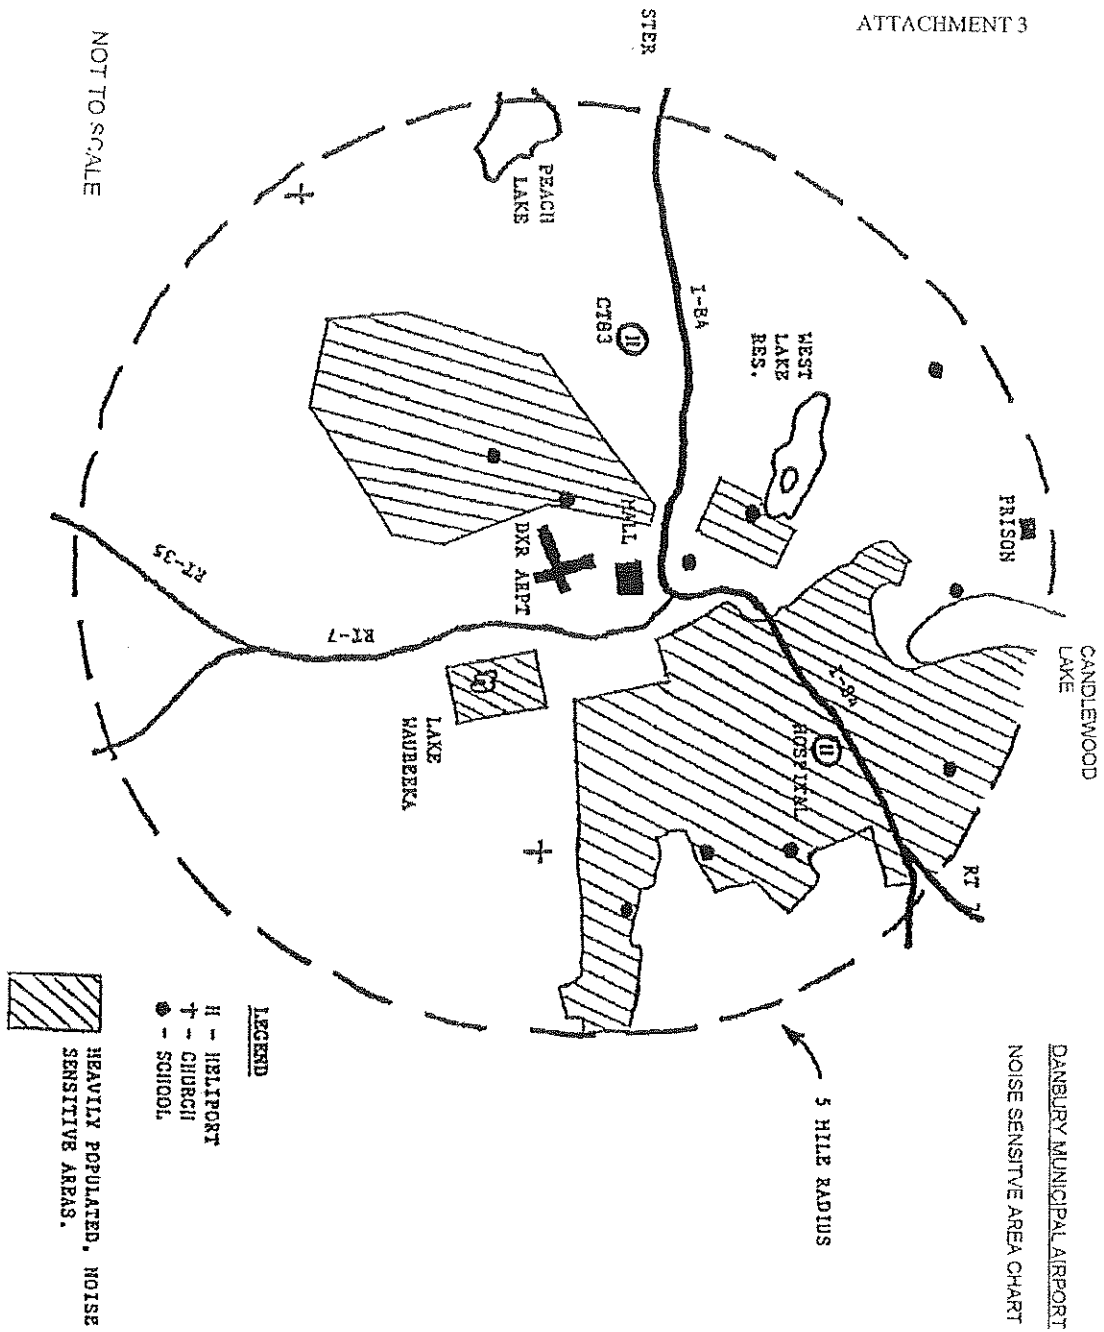 ATTACHMENT 3
DANBURY MUNICIPAL AIRPORT
NOISE SENSITVE AREA CHART
CANDLEWOOD
LAKE
PRISON
RT 7
5 MILE RADIUS
I-84
HOSPITAL
H
WEST
LAKE
RES.
I-84
STER
H
CT83
MALL
DXR ARPT
PEACH
LAKE
RT-7
RT-35
LAKE
WAUBEEKA
NOT TO SCALE
LEGEND
H - HELIPORT
† - CHURCH
● - SCHOOL
HEAVILY POPULATED, NOISE
SENSITIVE AREAS.